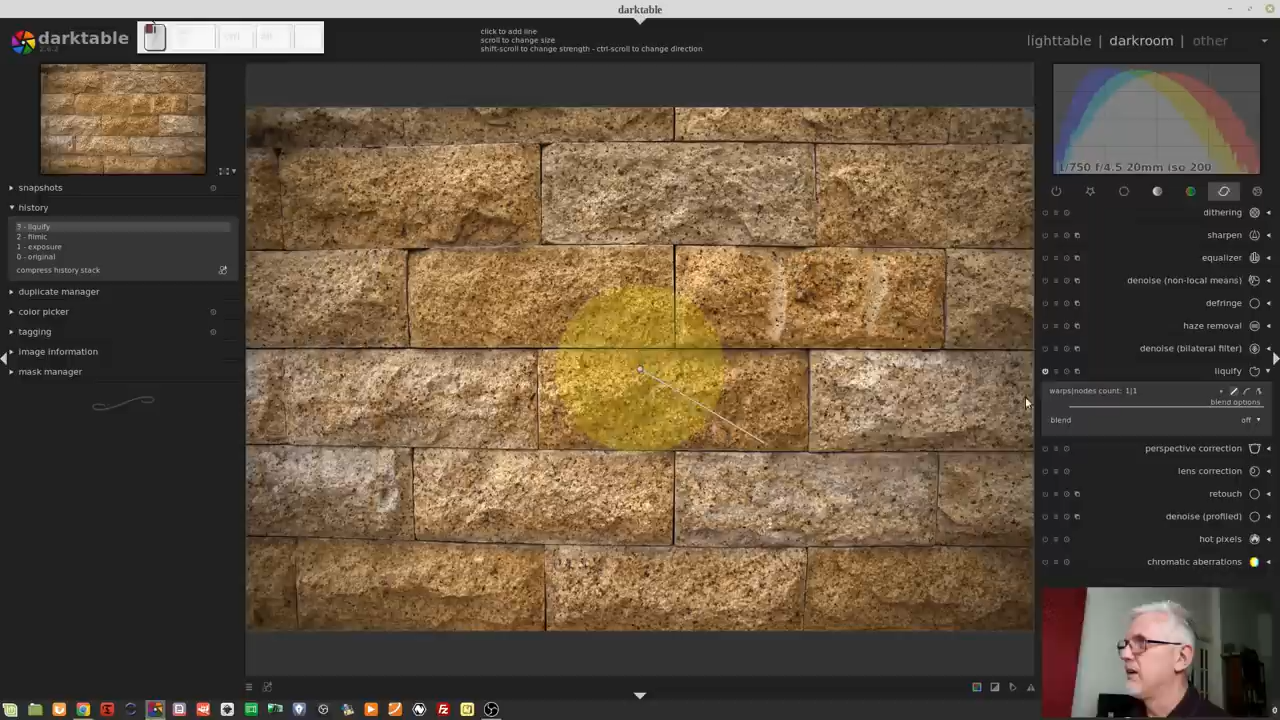 darktable
darktable
2.6.2
click to add line
scroll to change size
shift-scroll to change strength - ctrl-scroll to change direction
lighttable | darkroom | other
1/750 f/4.5 20mm iso 200
snapshots
history
3 - liquify
2 - filmic
1 - exposure
0 - original
compress history stack
duplicate manager
color picker
tagging
image information
mask manager
dithering
sharpen
equalizer
denoise (non-local means)
defringe
haze removal
denoise (bilateral filter)
liquify
warps|nodes count: 1|1
blend options
blend
off
perspective correction
lens correction
retouch
denoise (profiled)
hot pixels
chromatic aberrations